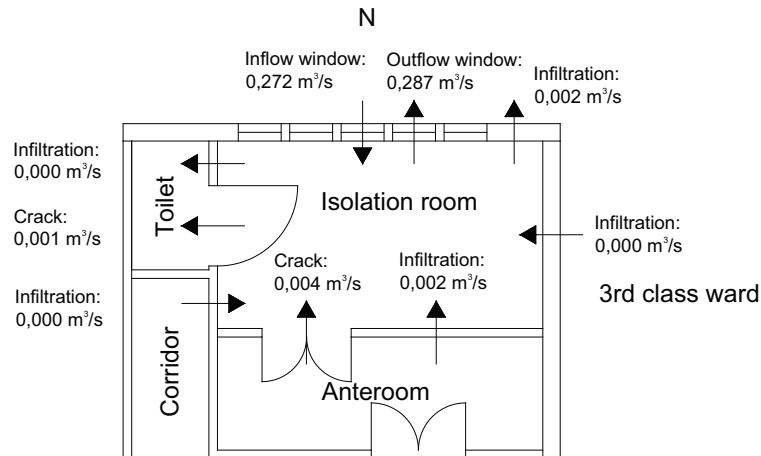 N
Inflow window:
0,272 m³/s
Outflow window:
0,287 m³/s
Infiltration:
0,002 m³/s
Infiltration:
0,000 m³/s
Toilet
Isolation room
Crack:
0,001 m³/s
Infiltration:
0,000 m³/s
Crack:
0,004 m³/s
Infiltration:
0,002 m³/s
3rd class ward
Infiltration:
0,000 m³/s
Corridor
Anteroom